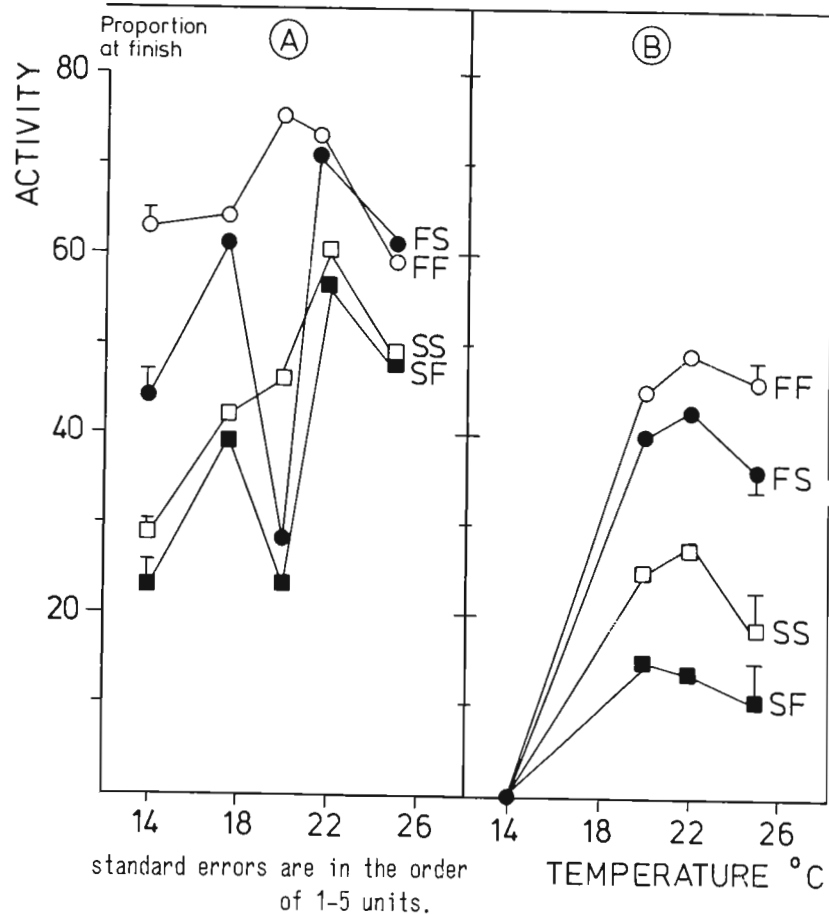 Proportion
at finish
A
B
ACTIVITY
80
60
40
20
FS
FF
SS
SF
FF
FS
SS
SF
14 18 22 26
14 18 22 26
standard errors are in the order
of 1-5 units.
TEMPERATURE °C